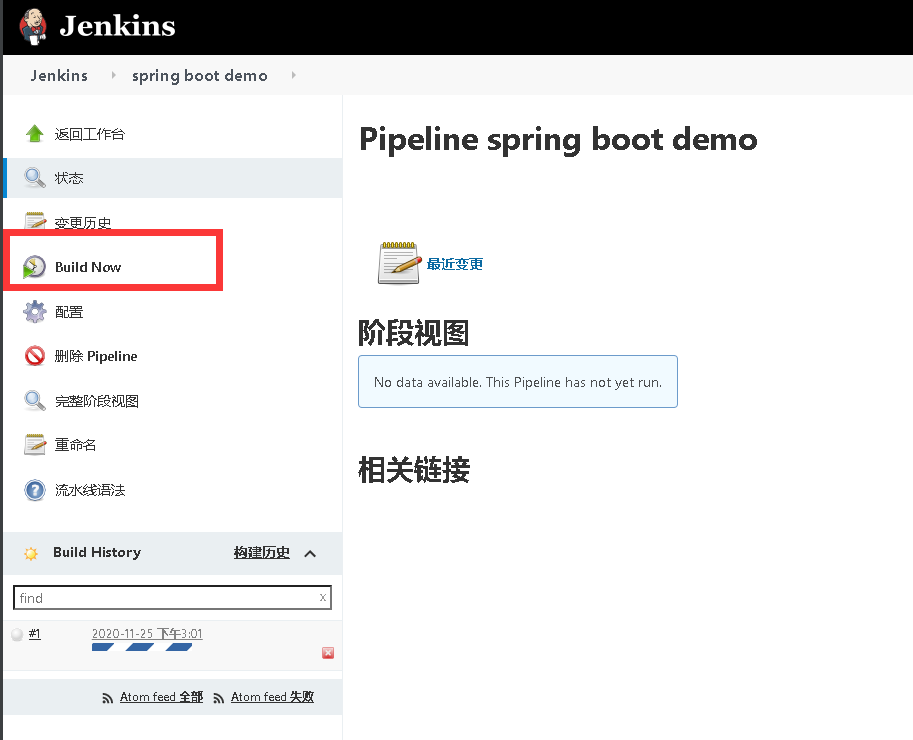 Jenkins
Jenkins
spring boot demo
返回工作台
状态
变更历史
Build Now
配置
删除 Pipeline
完整阶段视图
重命名
流水线语法
Build History
构建历史
find
x
#1
2020-11-25 下午3:01
Atom feed 全部
Atom feed 失败
Pipeline spring boot demo
最近变更
阶段视图
No data available. This Pipeline has not yet run.
相关链接